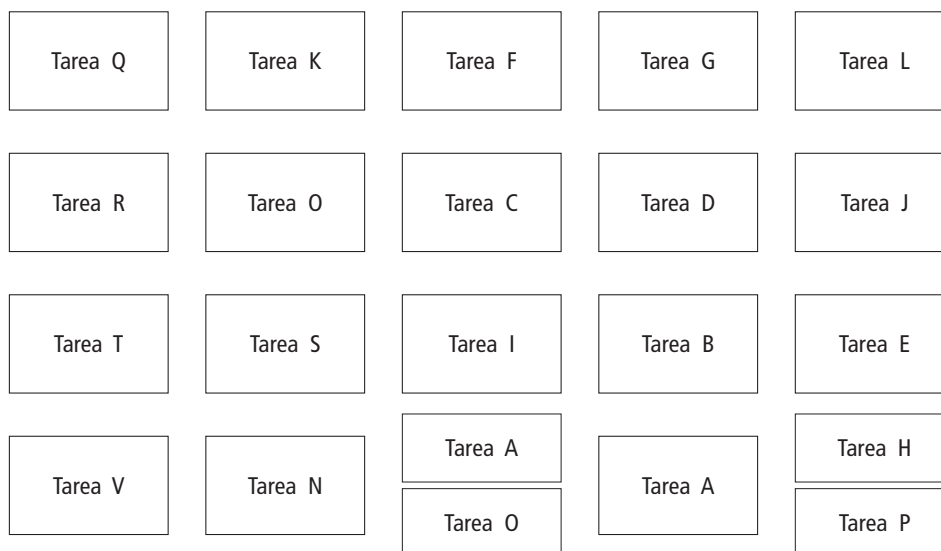 Tarea Q
Tarea K
Tarea F
Tarea G
Tarea L
Tarea R
Tarea O
Tarea C
Tarea D
Tarea J
Tarea T
Tarea S
Tarea I
Tarea B
Tarea E
Tarea V
Tarea N
Tarea A
Tarea O
Tarea A
Tarea H
Tarea P